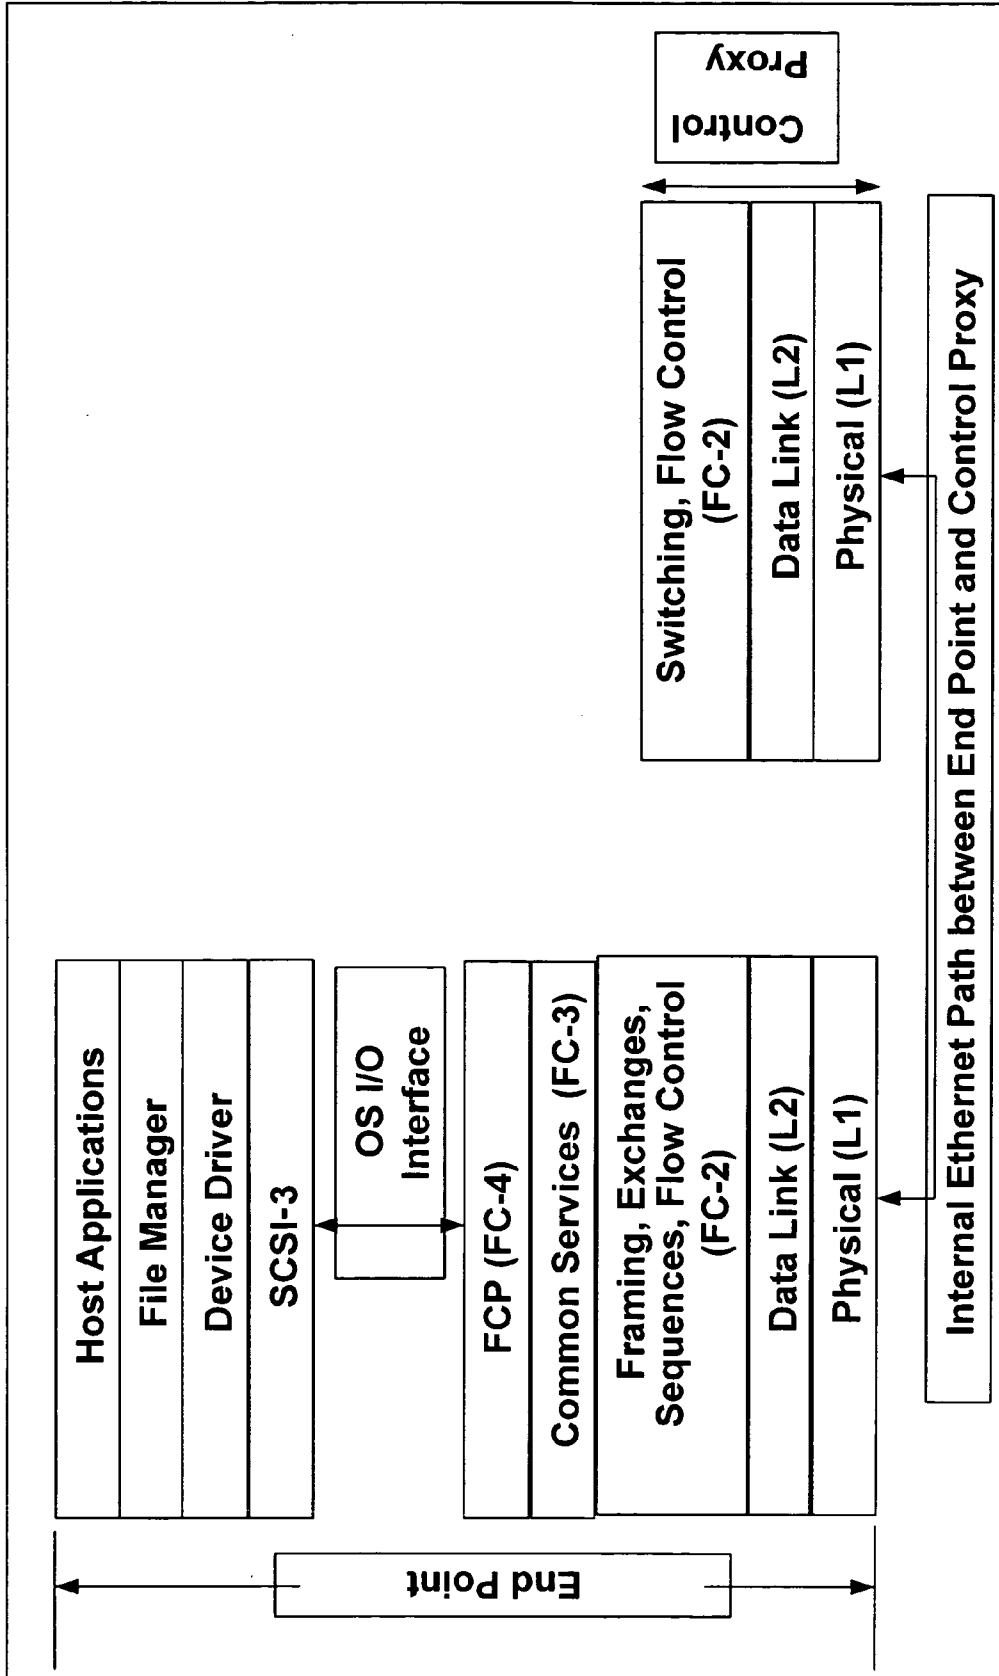 End Point
Host Applications
File Manager
Device Driver
SCSI-3
OS I/O
Interface
FCP (FC-4)
Common Services (FC-3)
Framing, Exchanges,
Sequences, Flow Control
(FC-2)
Data Link (L2)
Physical (L1)
Switching, Flow Control
(FC-2)
Data Link (L2)
Physical (L1)
Control
Proxy
Internal Ethernet Path between End Point and Control Proxy